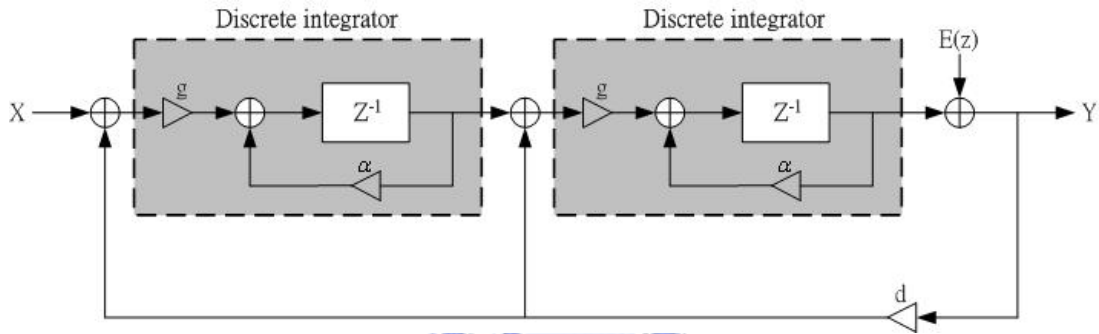 Discrete integrator
Discrete integrator
E(z)
X
g
Z⁻¹
α
g
Z⁻¹
α
Y
d